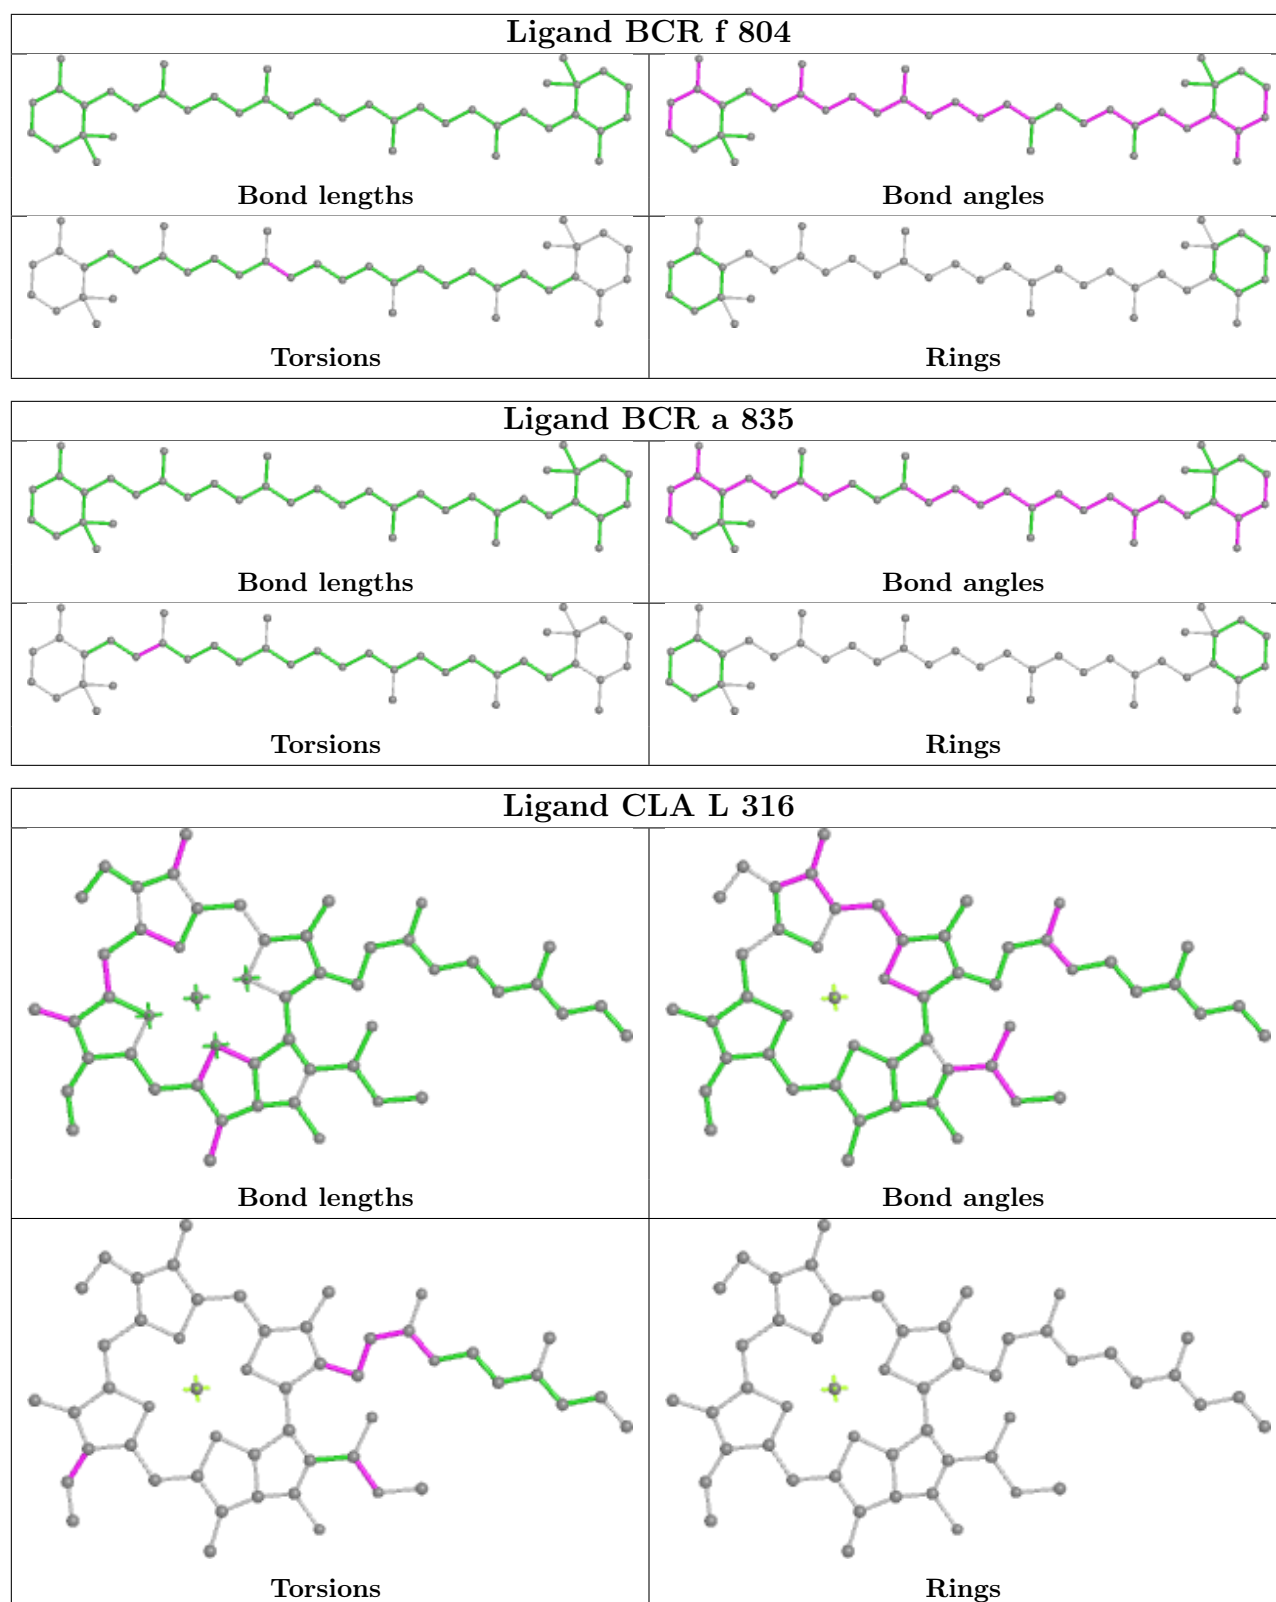 Ligand BCR f 804
Bond lengths
Bond angles
Torsions
Rings
Ligand BCR a 835
Bond lengths
Bond angles
Torsions
Rings
Ligand CLA L 316
Bond lengths
Bond angles
Torsions
Rings